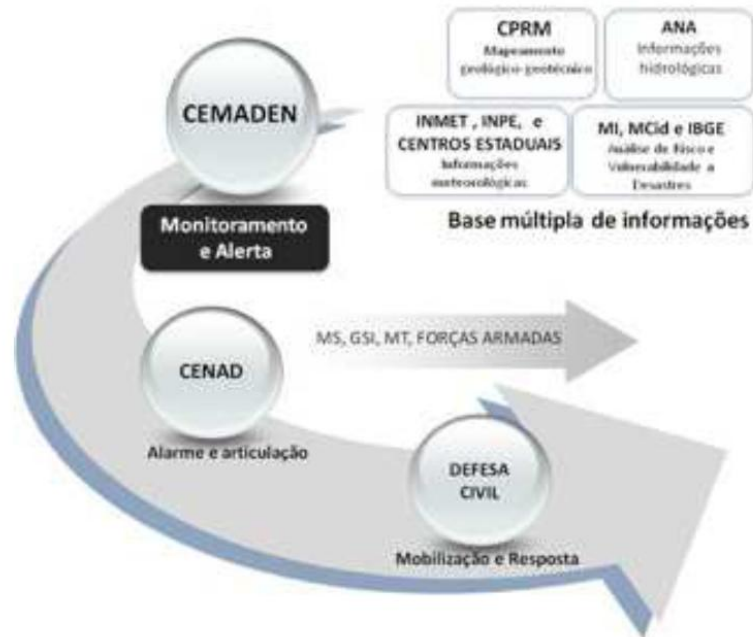 CPRM
Mapeamento
geológico-geotécnico
ANA
Informações
hidrológicas
CEMADEN
INMET , INPE, e
CENTROS ESTADUAIS
Informações
meteorológicas
MI, MCid e IBGE
Análise de Risco e
Vulnerabilidade a
Desastres
Monitoramento
e Alerta
Base múltipla de informações
MS, GSI, MT, FORÇAS ARMADAS
CENAD
Alarme e articulação
DEFESA
CIVIL
Mobilização e Resposta